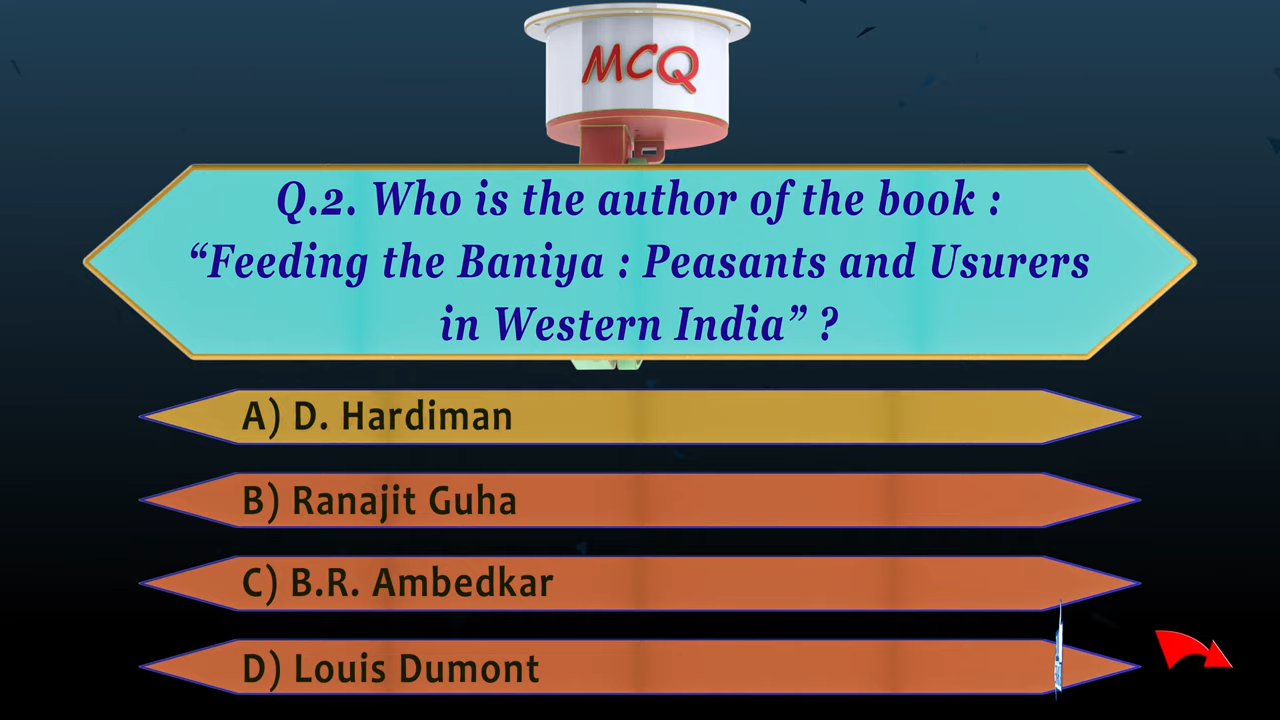 MCQ
Q.2. Who is the author of the book :
“Feeding the Baniya : Peasants and Usurers
in Western India” ?
A) D. Hardiman
B) Ranajit Guha
C) B.R. Ambedkar
D) Louis Dumont